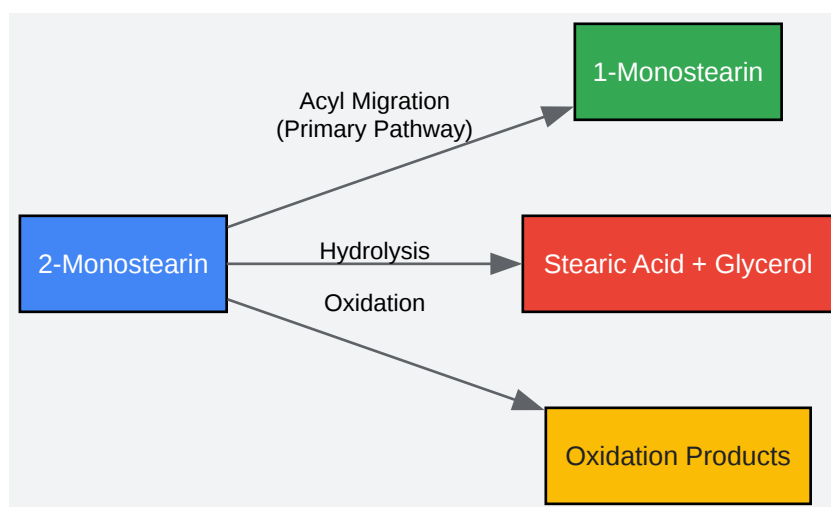 1-Monostearin
Acyl Migration
(Primary Pathway)
2-Monostearin
Hydrolysis
Stearic Acid + Glycerol
Oxidation
Oxidation Products